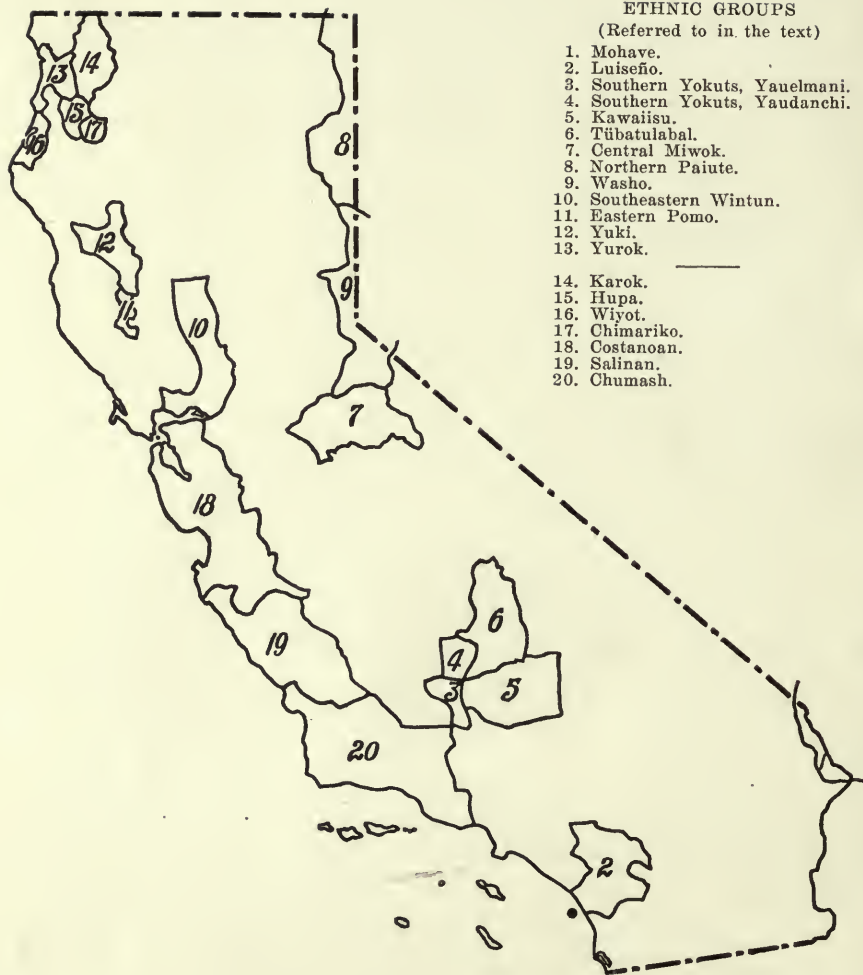 ETHNIC GROUPS
(Referred to in the text)
1. Mohave.
2. Luiseño.
3. Southern Yokuts, Yauelmani.
4. Southern Yokuts, Yaudanchi.
5. Kawaiisu.
6. Tübatulabal.
7. Central Miwok.
8. Northern Paiute.
9. Washo.
10. Southeastern Wintun.
11. Eastern Pomo.
12. Yuki.
13. Yurok.
14. Karok.
15. Hupa.
16. Wiyot.
17. Chimariko.
18. Costanoan.
19. Salinan.
20. Chumash.
14
13
15
17
16
8
12
9
11
10
7
18
6
4
19
3
5
20
2